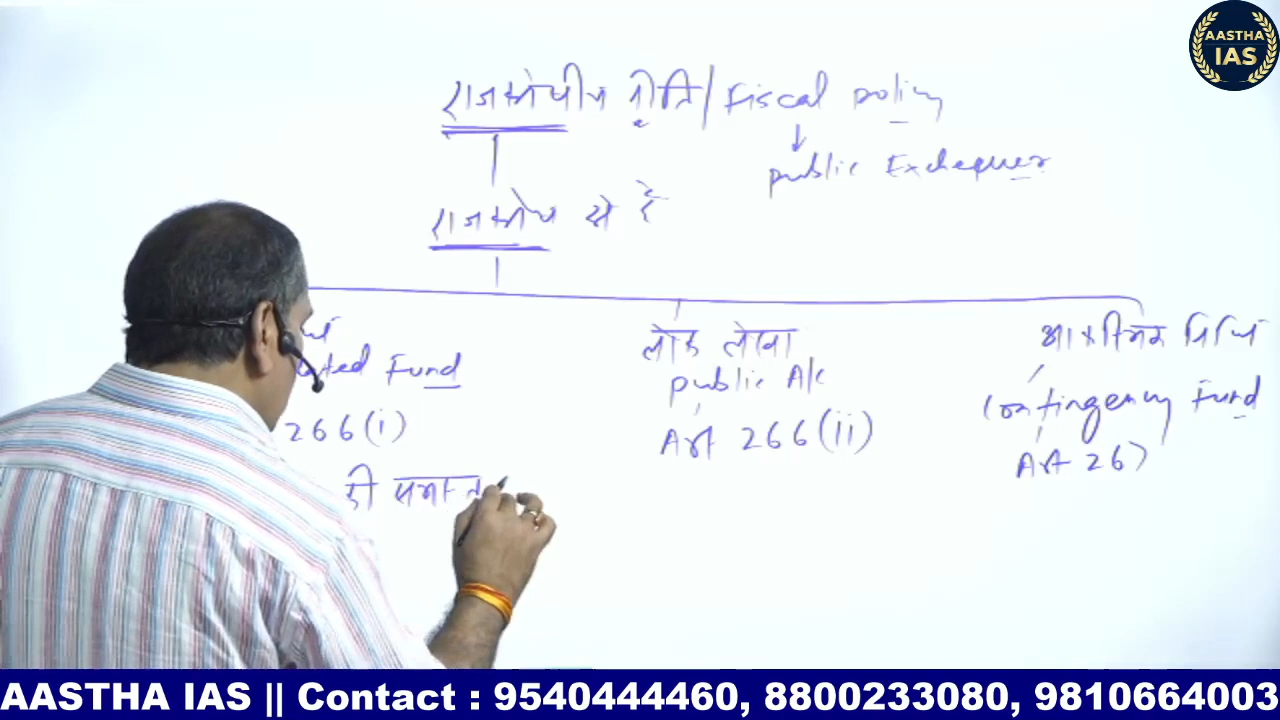 AASTHA
IAS
राजकोषीय नीति / Fiscal policy
public Exchequer
राजकोष से है
Fund
लोक लेखा
आकस्मिक निधि
public A/c
Contingency Fund
266(i)
Art 266(ii)
Art 267
की
AASTHA IAS || Contact : 9540444460, 8800233080, 9810664003